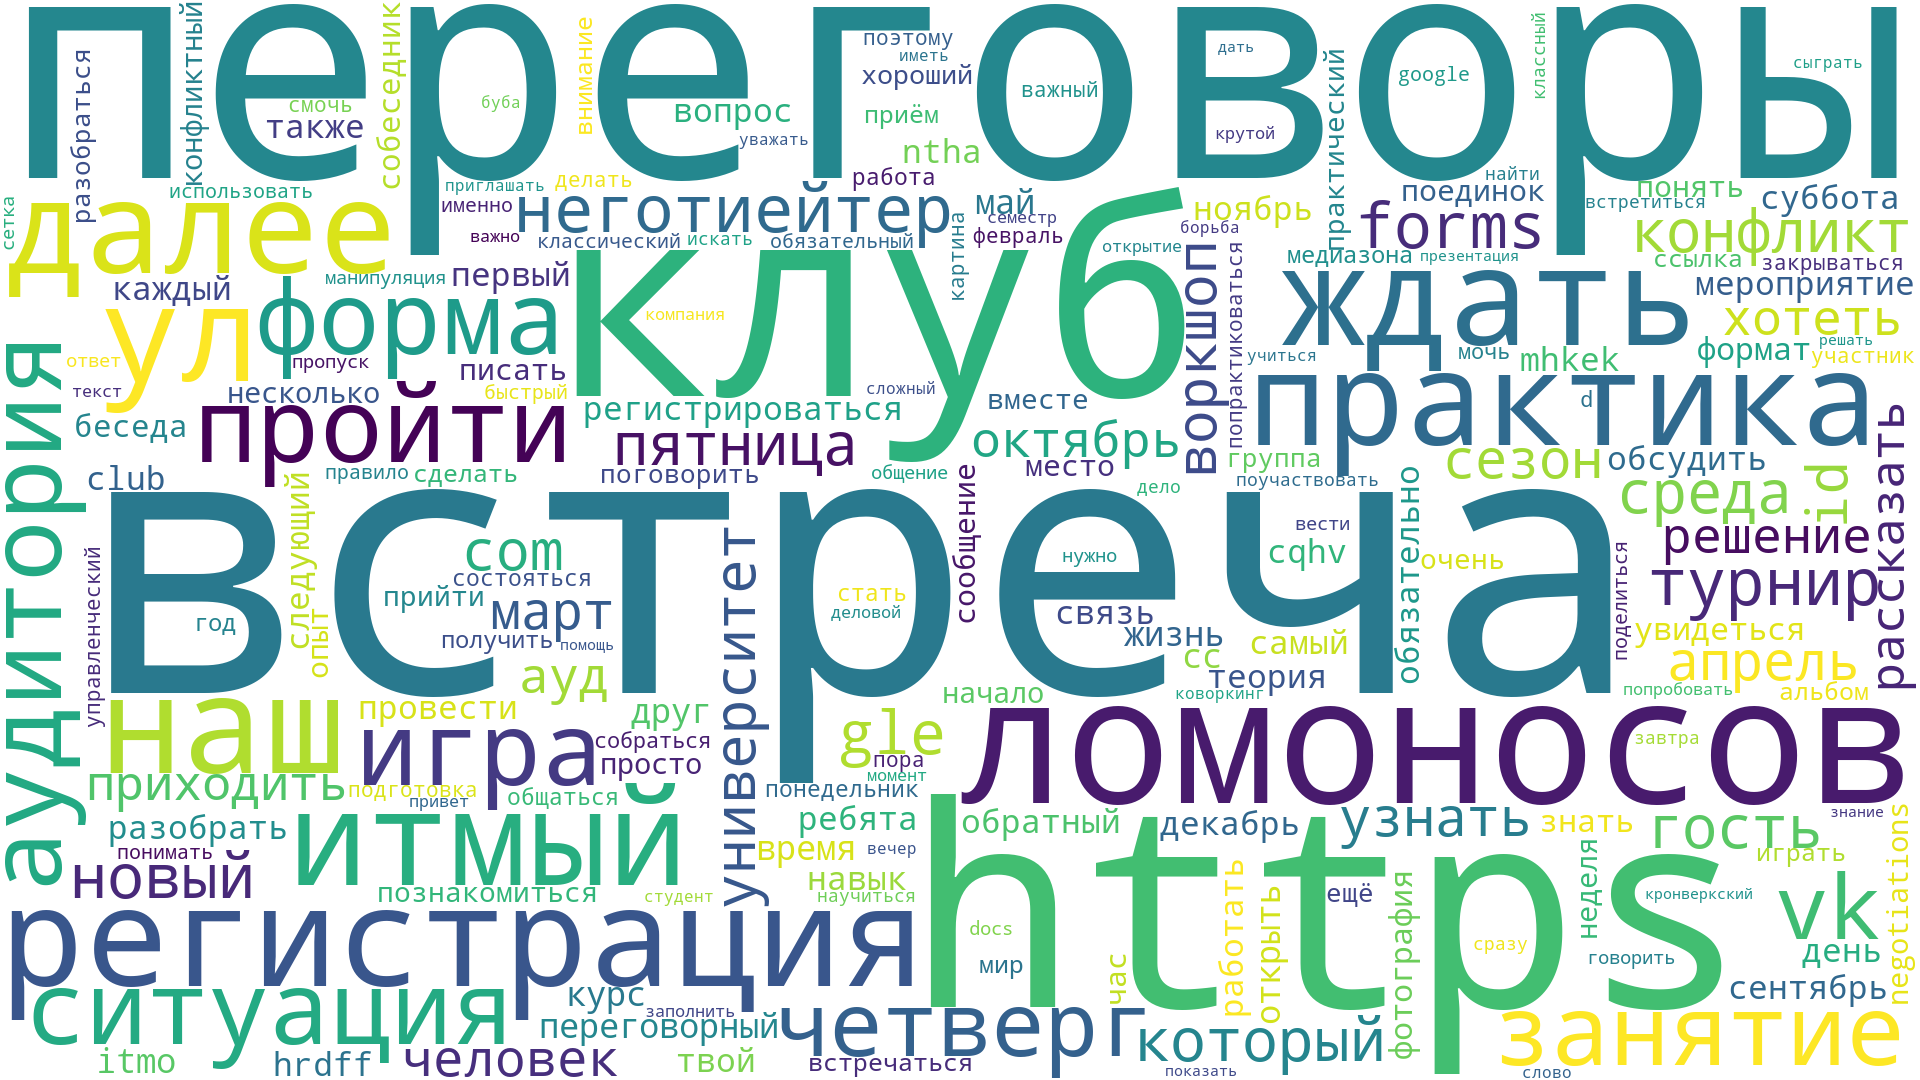 переговоры
разобраться
конфиктный
смочь
также
собеседник
буба
внимание
вопрос
уважать
поэтому
иметь
хороший
приём
ntha
важный
дать
крутой
практический
google
классный
сыграть
сетка
использовать
приглашать
именно
делать
работа
неготиейтер
май
семестр
февраль
ноябрь
борьба
forms
поединок
найти
встретиться
понять
суббота
далее
важно
классический
искать
обязательный
картина
открытие
медиазона
презентация
конфликт
ссылка
закрываться
каждый
манипуляция
первый
клуб
компания
воркшоп
попрактиковаться
ждать
мероприятие
хотеть
ул
форма
ответ
пропуск
текст
несколько
писать
быстрый
сложный
учиться
мочь
mhkek
формат
решать
участник
беседа
пройти
регистрироваться
вместе
практика
d
пятница
октябрь
аудитория
club
правило
сделать
поговорить
общение
место
дело
группа
поучаствовать
сезон
обсудить
рассказать
встреча
следующий
среда
id
управленческий
год
опыт
com
состояться
прийти
март
получить
помощь
университет
стать
деловой
сообщение
нужно
связь
жизнь
вести
cqhv
обязательно
очень
решение
турнир
поделиться
увидеться
ауд
сс
самый
теория
апрель
наш
провести
друг
начало
коворкинг
попробовать
альбом
игра
собраться
просто
gle
пора
момент
ломоносов
завтра
приходить
подготовка
привет
общаться
понедельник
разобрать
понимать
итмый
ребята
обратный
декабрь
узнать
знать
гость
знание
новый
время
вечер
играть
познакомиться
студент
навык
научиться
https
работать
открыть
ещё
фотография
неделя
кронверкский
vk
negotiations
регистрация
docs
мир
час
сразу
говорить
день
ситуация
курс
заполнить
переговорный
четверг
который
сентябрь
занятие
itmo
hrdff
человек
твой
встречаться
показать
слово